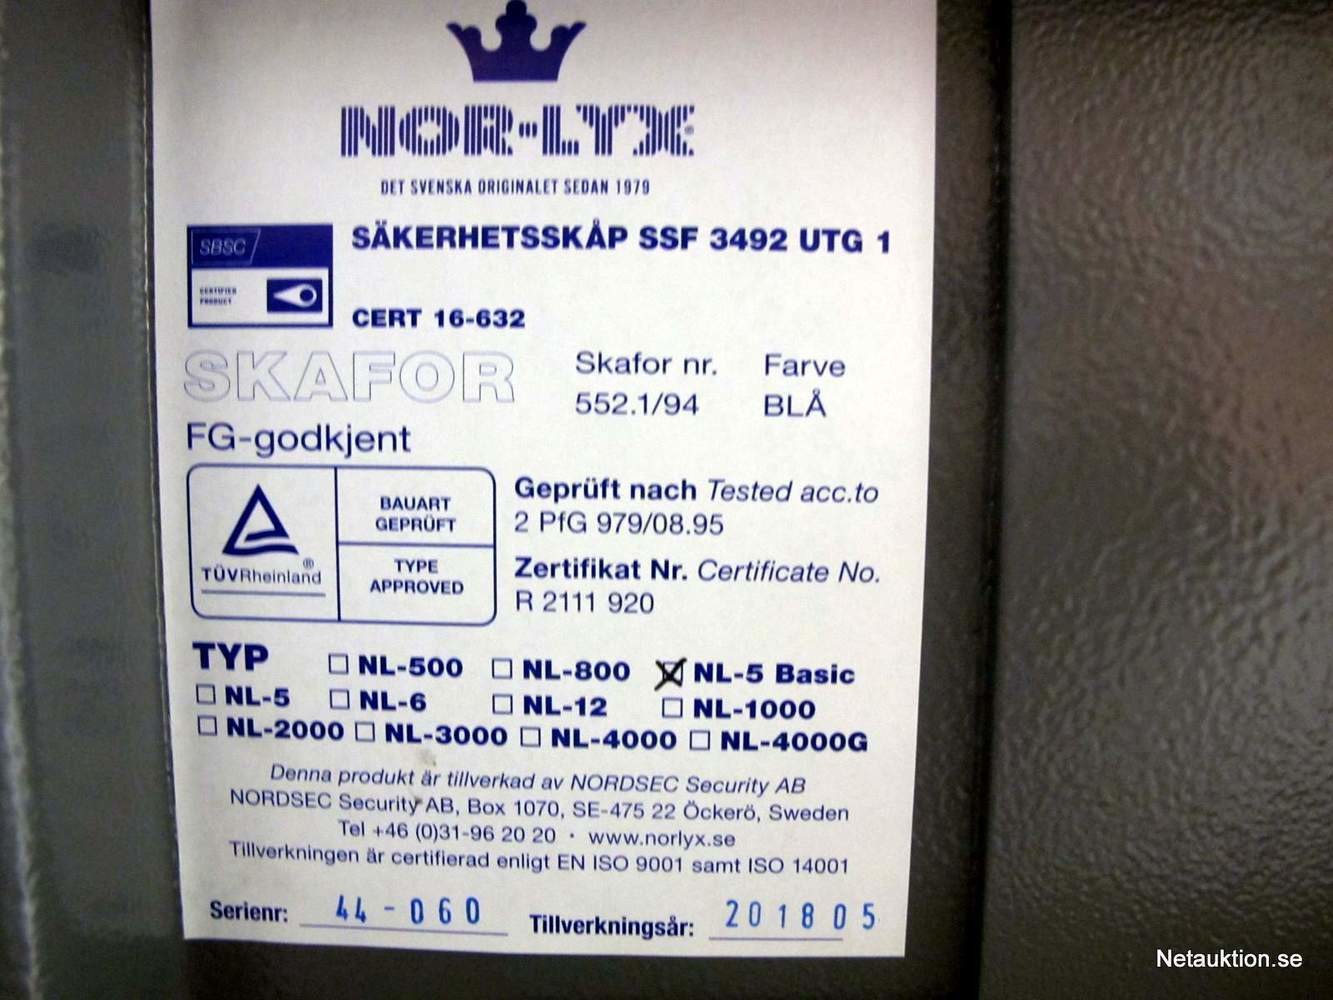 NOR-LYX®
DET SVENSKA ORIGINALET SEDAN 1979
SBSC
CERTIFIED
PRODUCT
SÄKERHETSSKÅP SSF 3492 UTG 1
CERT 16-632
SKAFOR
Skafor nr. Farve
552.1/94 BLÅ
FG-godkjent
TÜVRheinland®
BAUART
GEPRÜFT
TYPE
APPROVED
Geprüft nach Tested acc.to
2 PfG 979/08.95
Zertifikat Nr. Certificate No.
R 2111 920
TYP ☐ NL-500 ☐ NL-800 ☒ NL-5 Basic
☐ NL-5 ☐ NL-6 ☐ NL-12 ☐ NL-1000
☐ NL-2000 ☐ NL-3000 ☐ NL-4000 ☐ NL-4000G
Denna produkt är tillverkad av NORDSEC Security AB
NORDSEC Security AB, Box 1070, SE-475 22 Öckerö, Sweden
Tel +46 (0)31-96 20 20 · www.norlyx.se
Tillverkningen är certifierad enligt EN ISO 9001 samt ISO 14001
Serienr: 44-060 Tillverkningsår: 201805
Netauktion.se